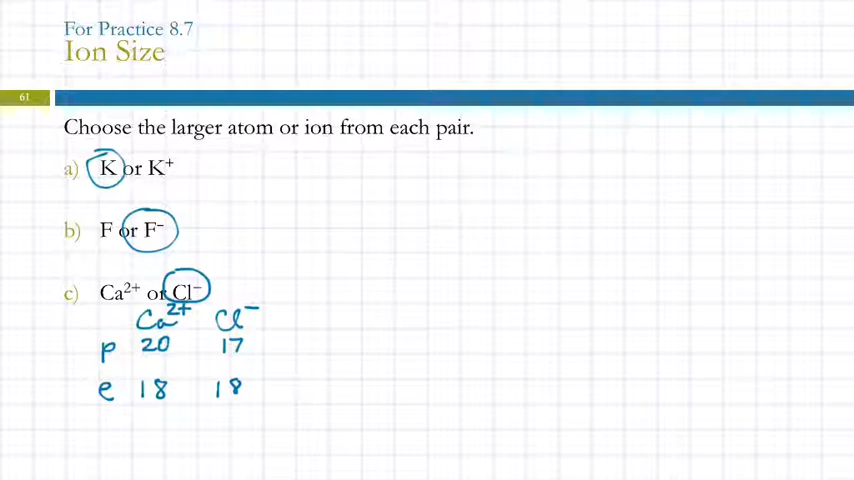 For Practice 8.7
Ion Size
61
Choose the larger atom or ion from each pair.
a) K or K⁺
b) F or F⁻
c) Ca²⁺ or Cl⁻
Ca²⁺ Cl⁻
p 20 17
e 18 18